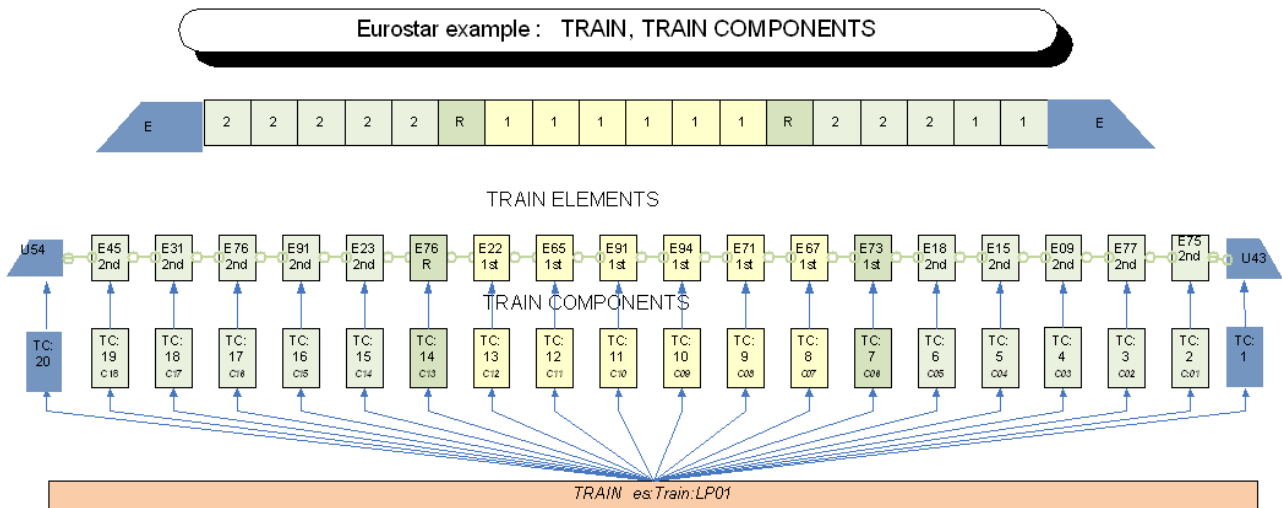 Eurostar example : TRAIN, TRAIN COMPONENTS
E 2 2 2 2 2 R 1 1 1 1 1 1 R 2 2 2 1 1 E
TRAIN ELEMENTS
U54 E45 E31 E76 E91 E23 E76 E22 E65 E91 E94 E71 E67 E73 E18 E15 E09 E77 E75 U43
2nd 2nd 2nd 2nd 2nd R 1st 1st 1st 1st 1st 1st 1st 2nd 2nd 2nd 2nd 2nd
TRAIN COMPONENTS
TC: TC: TC: TC: TC: TC: TC: TC: TC: TC: TC: TC: TC: TC: TC: TC: TC: TC: TC: TC:
20 19 18 17 16 15 14 13 12 11 10 9 8 7 6 5 4 3 2 1
C18 C17 C16 C15 C14 C13 C12 C11 C10 C09 C08 C07 C06 C05 C04 C03 C02 C:01
TRAIN es:Train:LP01